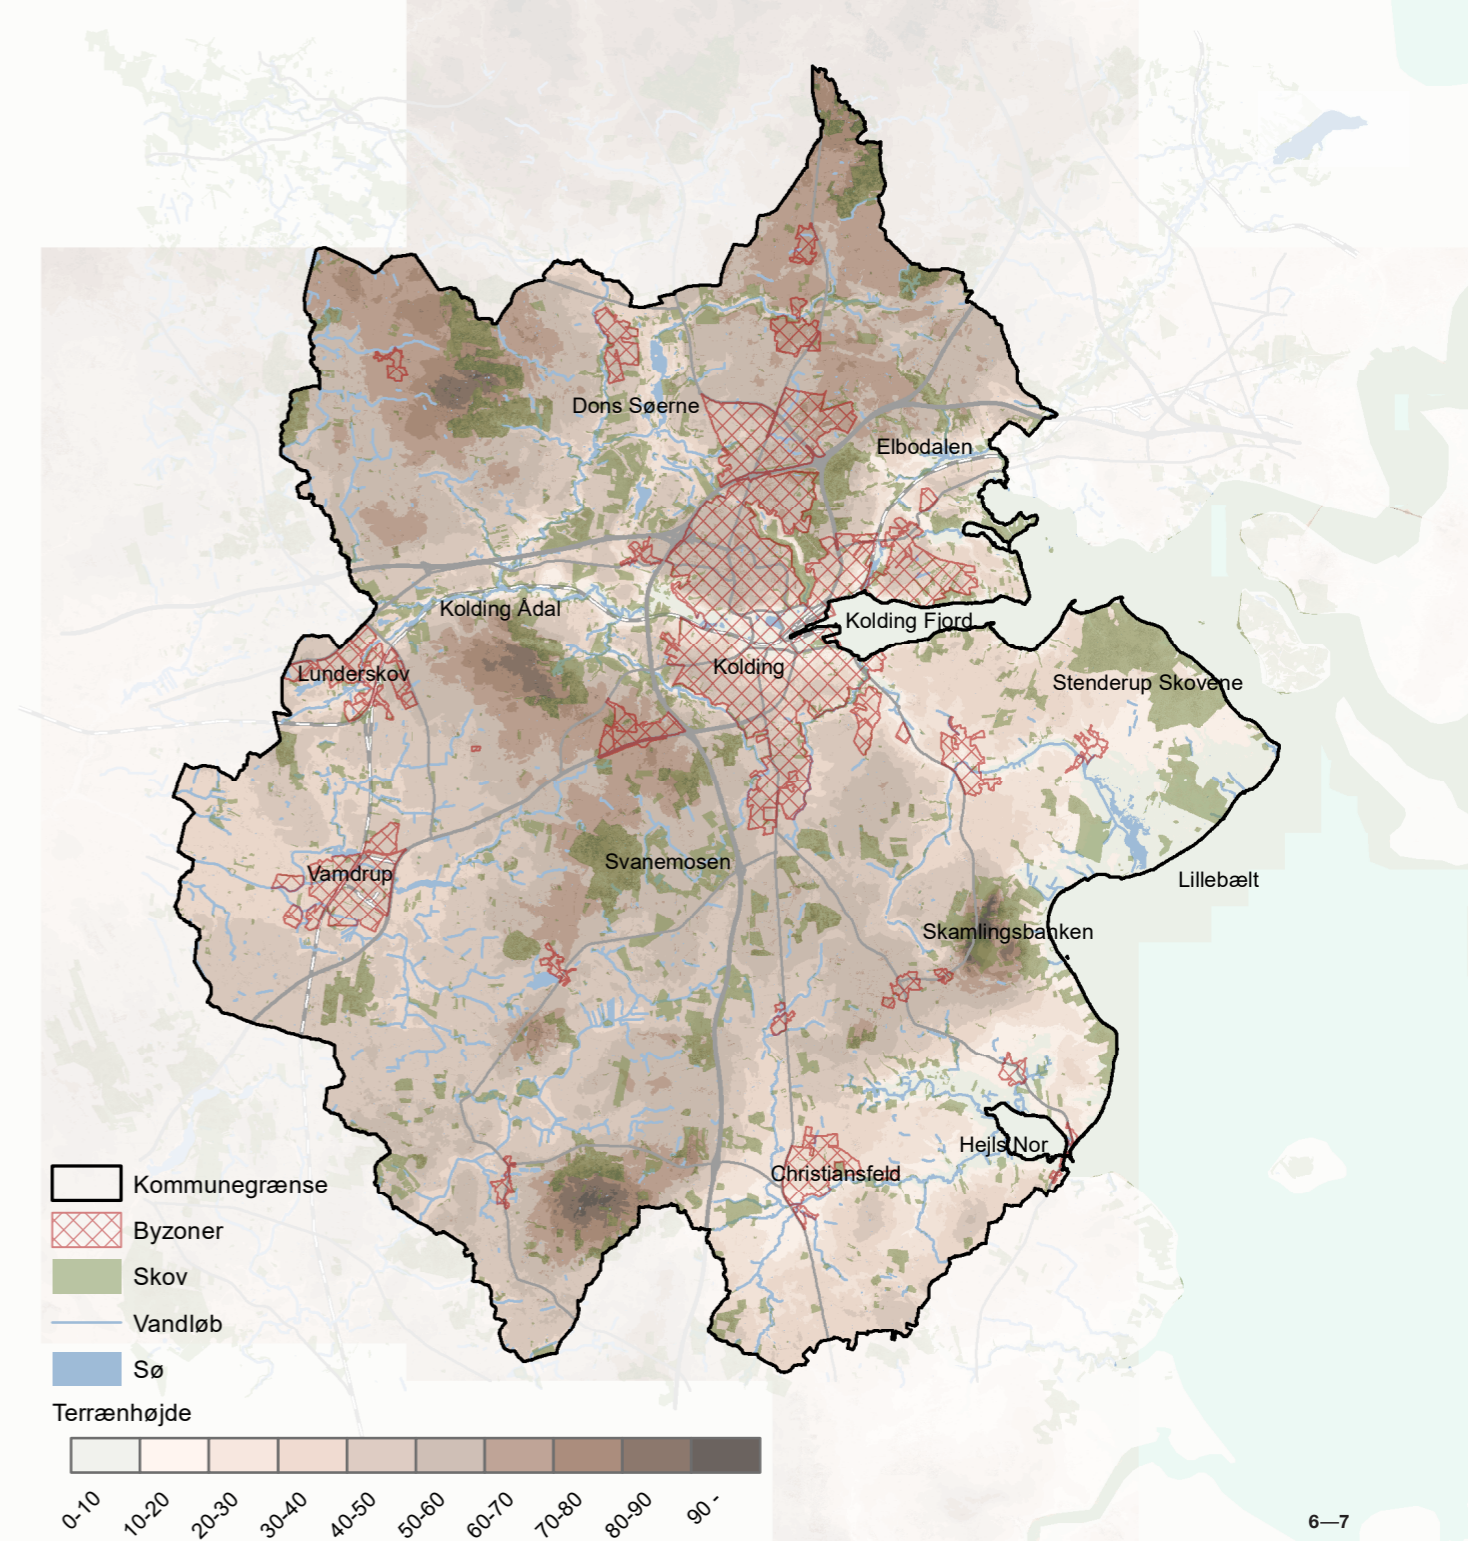 Dons Søerne
Elbodalen
Kolding Ådal
Kolding Fjord
Kolding
Lunderskov
Stenderup Skovene
Svanemosen
Vamdrup
Lillebælt
Skamlingsbanken
Hejls Nor
Christiansfeld
Kommunegrænse
Byzoner
Skov
Vandløb
Sø
Terrænhøjde
0-10
10-20
20-30
30-40
40-50
50-60
60-70
70-80
80-90
90 -
6—7